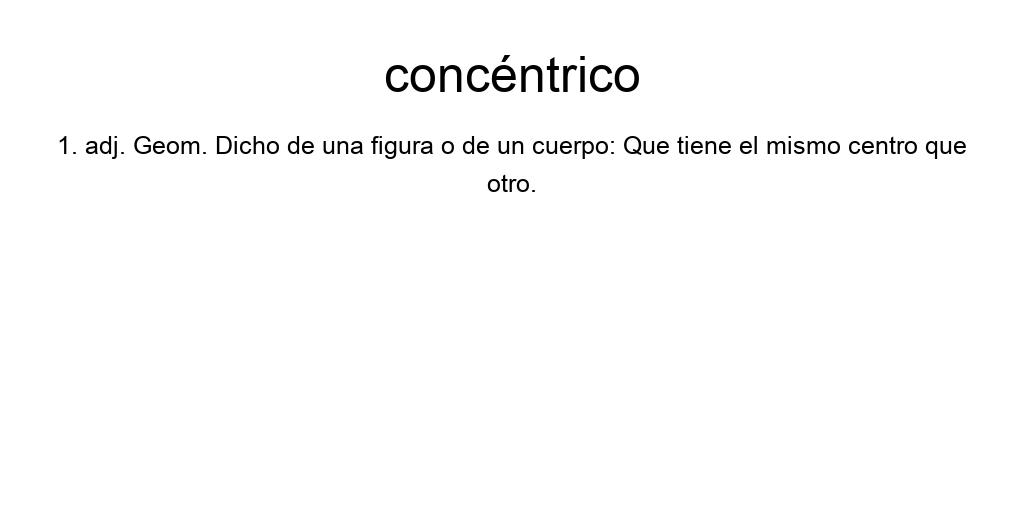 concéntrico
1. adj. Geom. Dicho de una figura o de un cuerpo: Que tiene el mismo centro que
otro.